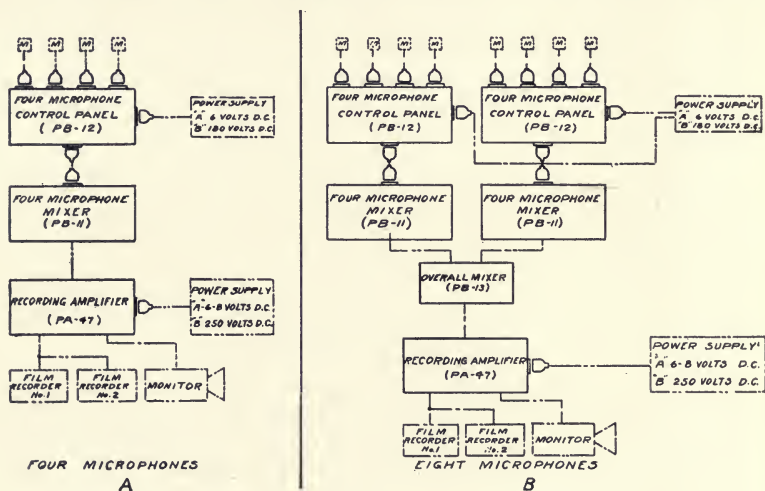 M M M M
FOUR MICROPHONE
CONTROL PANEL
(PB-12)
POWER SUPPLY
"A" 6 VOLTS D.C.
"B" 180 VOLTS D.C.
FOUR MICROPHONE
MIXER
(PB-11)
RECORDING AMPLIFIER
(PA-47)
POWER SUPPLY
"A" 6-8 VOLTS D.C.
"B" 250 VOLTS D.C.
FILM
RECORDER
No.1
FILM
RECORDER
No.2
MONITOR
FOUR MICROPHONES
A
M M M M
M M M M
FOUR MICROPHONE
CONTROL PANEL
(PB-12)
FOUR MICROPHONE
CONTROL PANEL
(PB-12)
POWER SUPPLY
"A" 6 VOLTS D.C.
"B" 180 VOLTS D.C.
FOUR MICROPHONE
MIXER
(PB-11)
FOUR MICROPHONE
MIXER
(PB-11)
OVERALL MIXER
(PB-13)
RECORDING AMPLIFIER
(PA-47)
POWER SUPPLY
"A" 6-8 VOLTS D.C.
"B" 250 VOLTS D.C.
FILM
RECORDER
No.1
FILM
RECORDER
No.2
MONITOR
EIGHT MICROPHONES
B